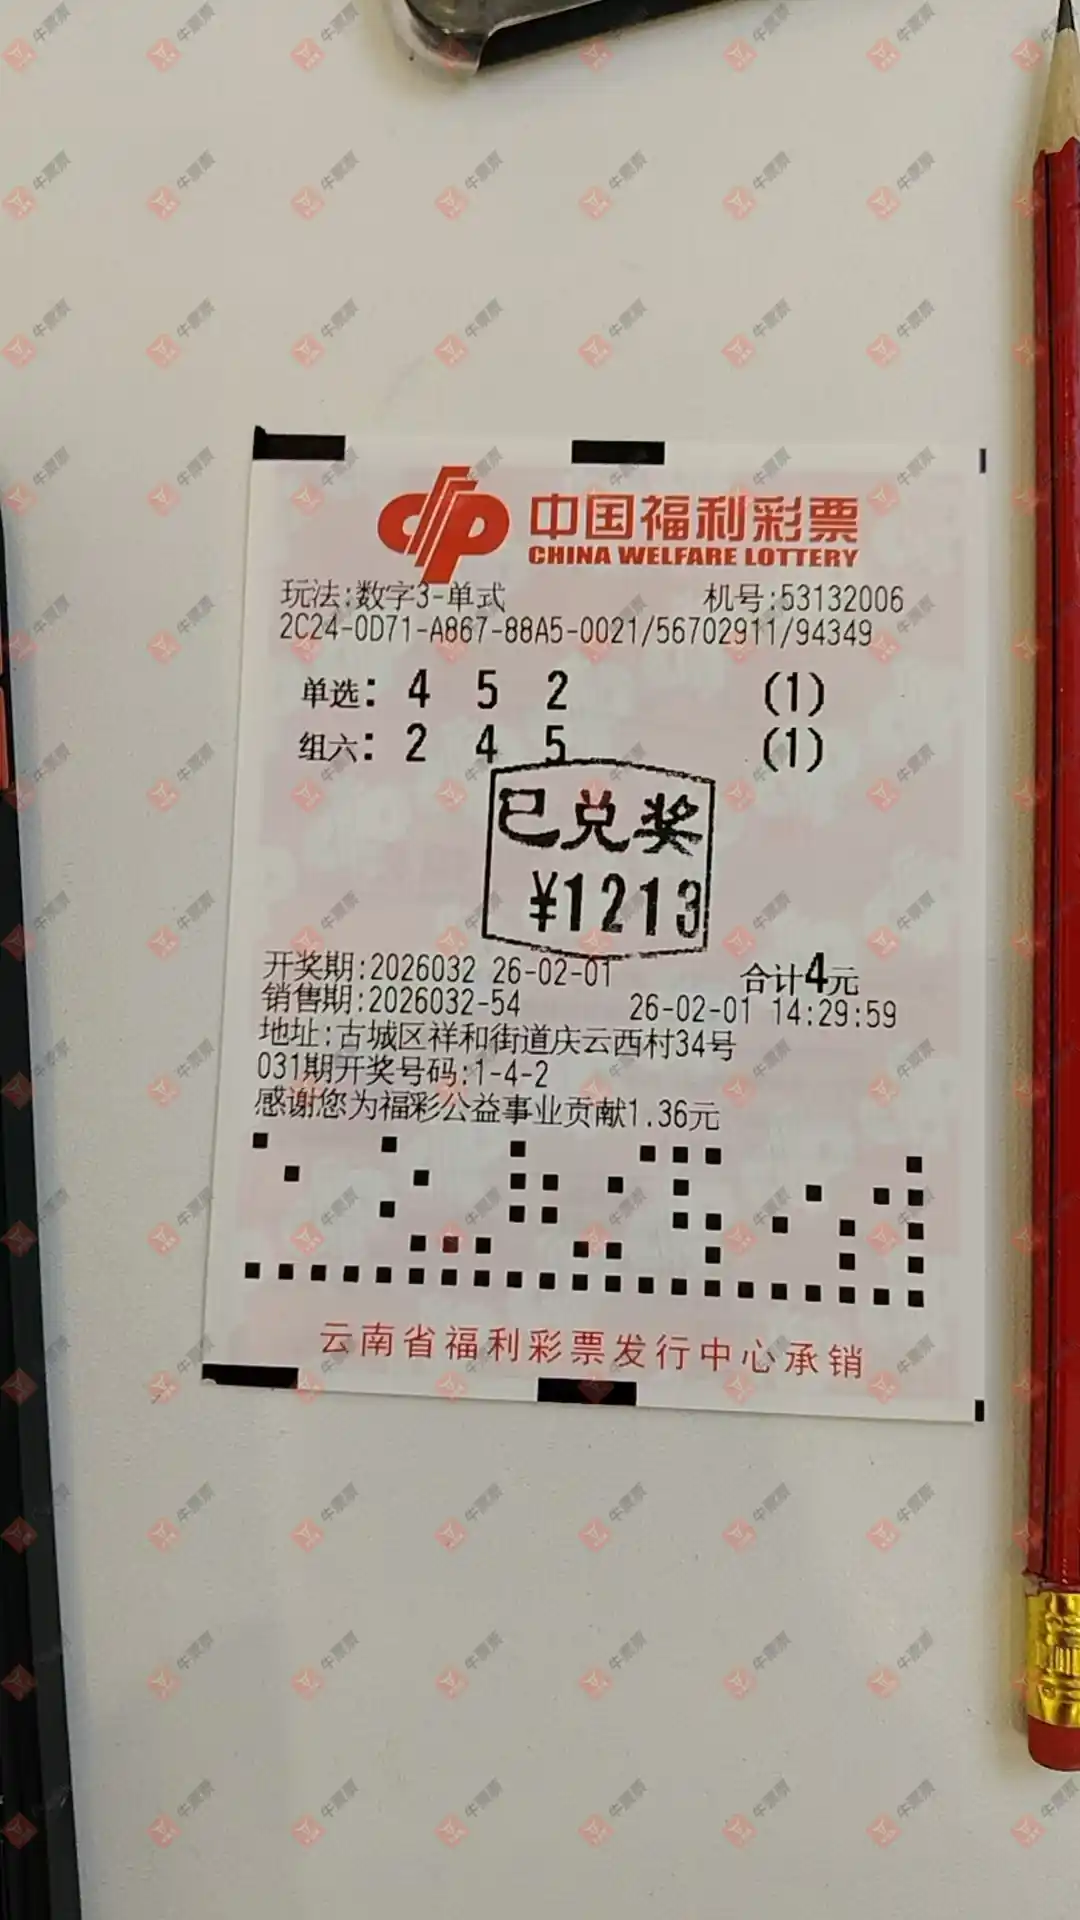 中国福利彩票
CHINA WELFARE LOTTERY
玩法:数字3-单式 机号:53132006
2C24-0D71-A867-88A5-0021/56702911/94349
单选: 4 5 2 (1)
组六: 2 4 5 (1)
已兑奖
¥1213
开奖期:2026032 26-02-01 合计4元
销售期:2026032-54 26-02-01 14:29:59
地址:古城区祥和街道庆云西村34号
031期开奖号码:1-4-2
感谢您为福彩公益事业贡献1.36元
云南省福利彩票发行中心承销
牛票票